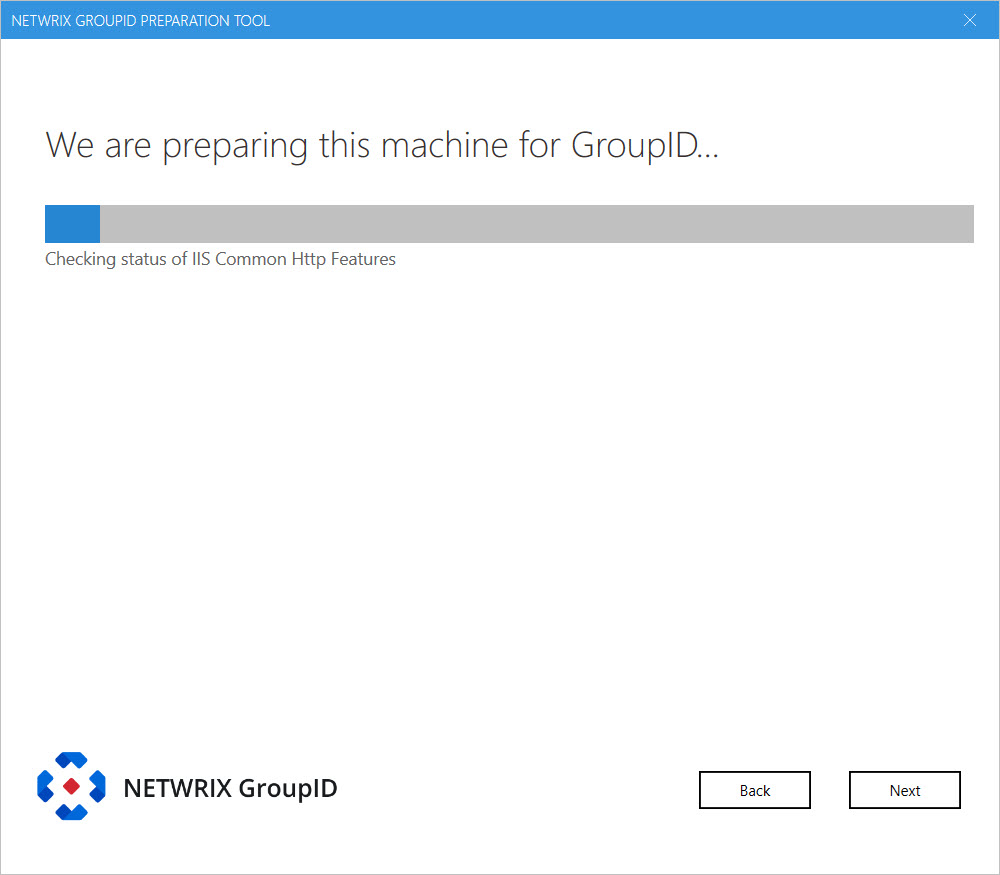 NETWRIX GROUPID PREPARATION TOOL
We are preparing this machine for GroupID...
Checking status of IIS Common Http Features
NETWRIX GroupID
Back
Next